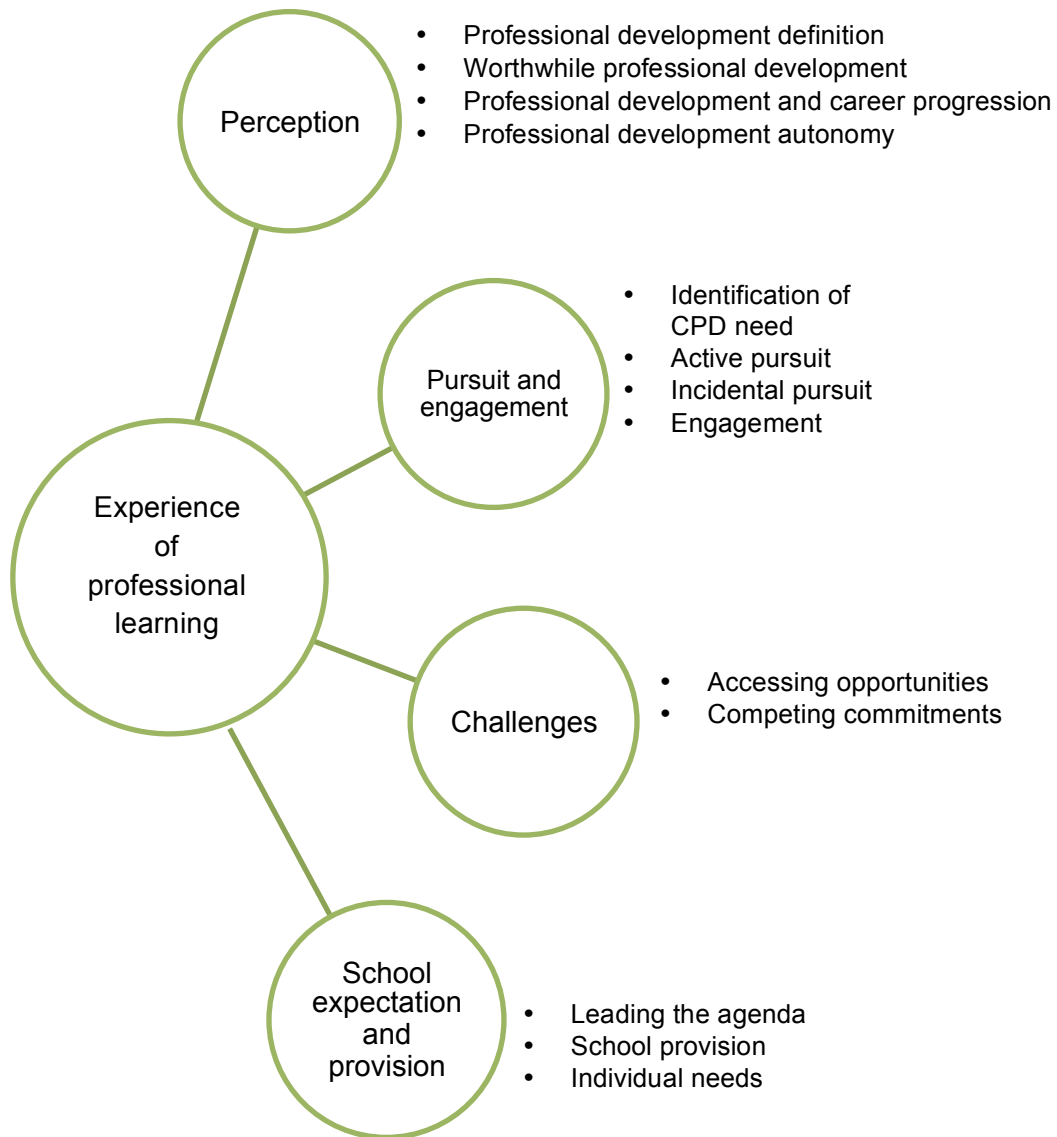 Perception
• Professional development definition
• Worthwhile professional development
• Professional development and career progression
• Professional development autonomy
Pursuit and
engagement
• Identification of
CPD need
• Active pursuit
• Incidental pursuit
• Engagement
Experience
of
professional
learning
Challenges
• Accessing opportunities
• Competing commitments
School
expectation
and
provision
• Leading the agenda
• School provision
• Individual needs